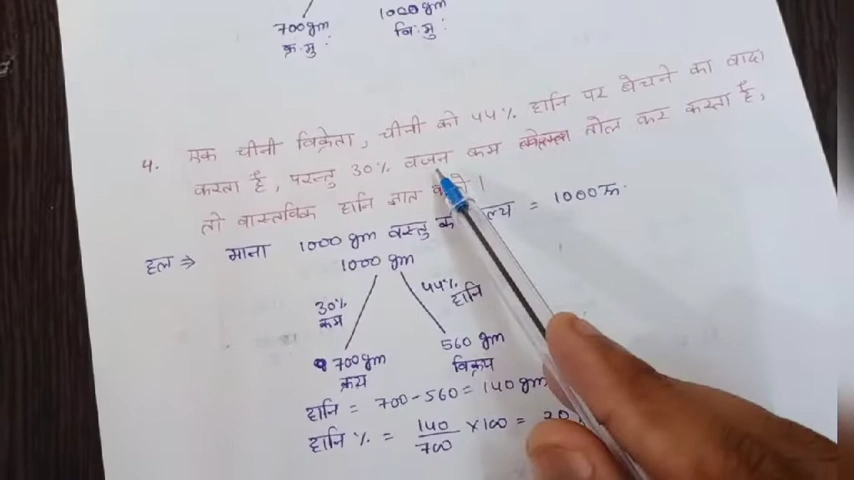 700gm 1000gm
क्र.मु. वि.मु.
4. एक चीनी विक्रेता, चीनी को 44% हानि पर बेचने का वादा
करता है, परन्तु 30% वजन कम तोल कर करता है,
तो वास्तविक हानि ज्ञात करो।
हल ⇒ माना 1000 gm वस्तु = 1000रू.
1000 gm
30% 44%
कम हानि
700gm 560 gm
क्रय विक्रय
हानि = 700-560 = 140 gm
हानि % = 140/700 ×100 =